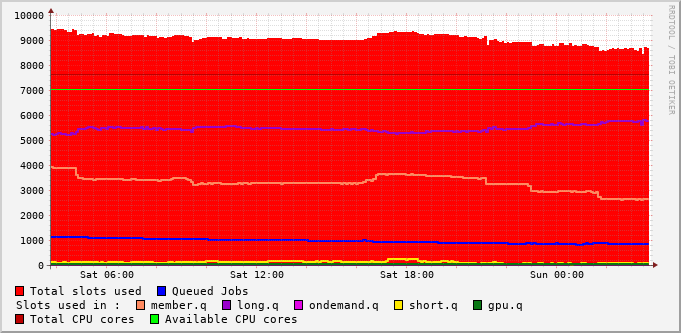 10000
9000
8000
7000
6000
5000
4000
3000
2000
1000
0
Sat 06:00 Sat 12:00 Sat 18:00 Sun 00:00
RRDTOOL / TOBI OETIKER
Total slots used Queued Jobs
Slots used in : member.q long.q ondemand.q short.q gpu.q
Total CPU cores Available CPU cores